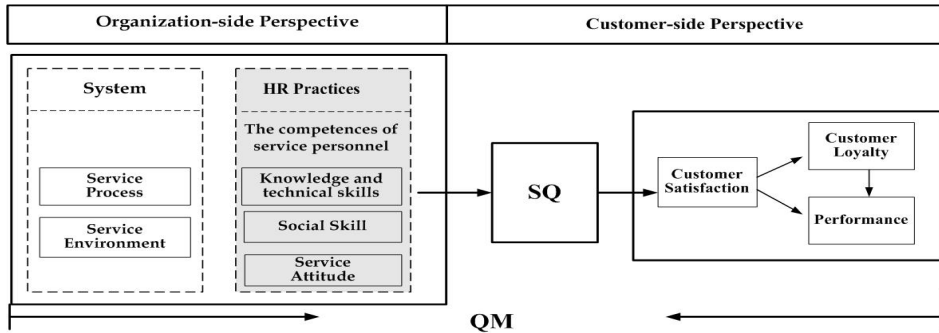 Organization-side Perspective
Customer-side Perspective
System
Service
Process
Service
Environment
HR Practices
The competences of
service personnel
Knowledge and
technical skills
Social Skill
Service
Attitude
SQ
Customer
Satisfaction
Customer
Loyalty
Performance
QM